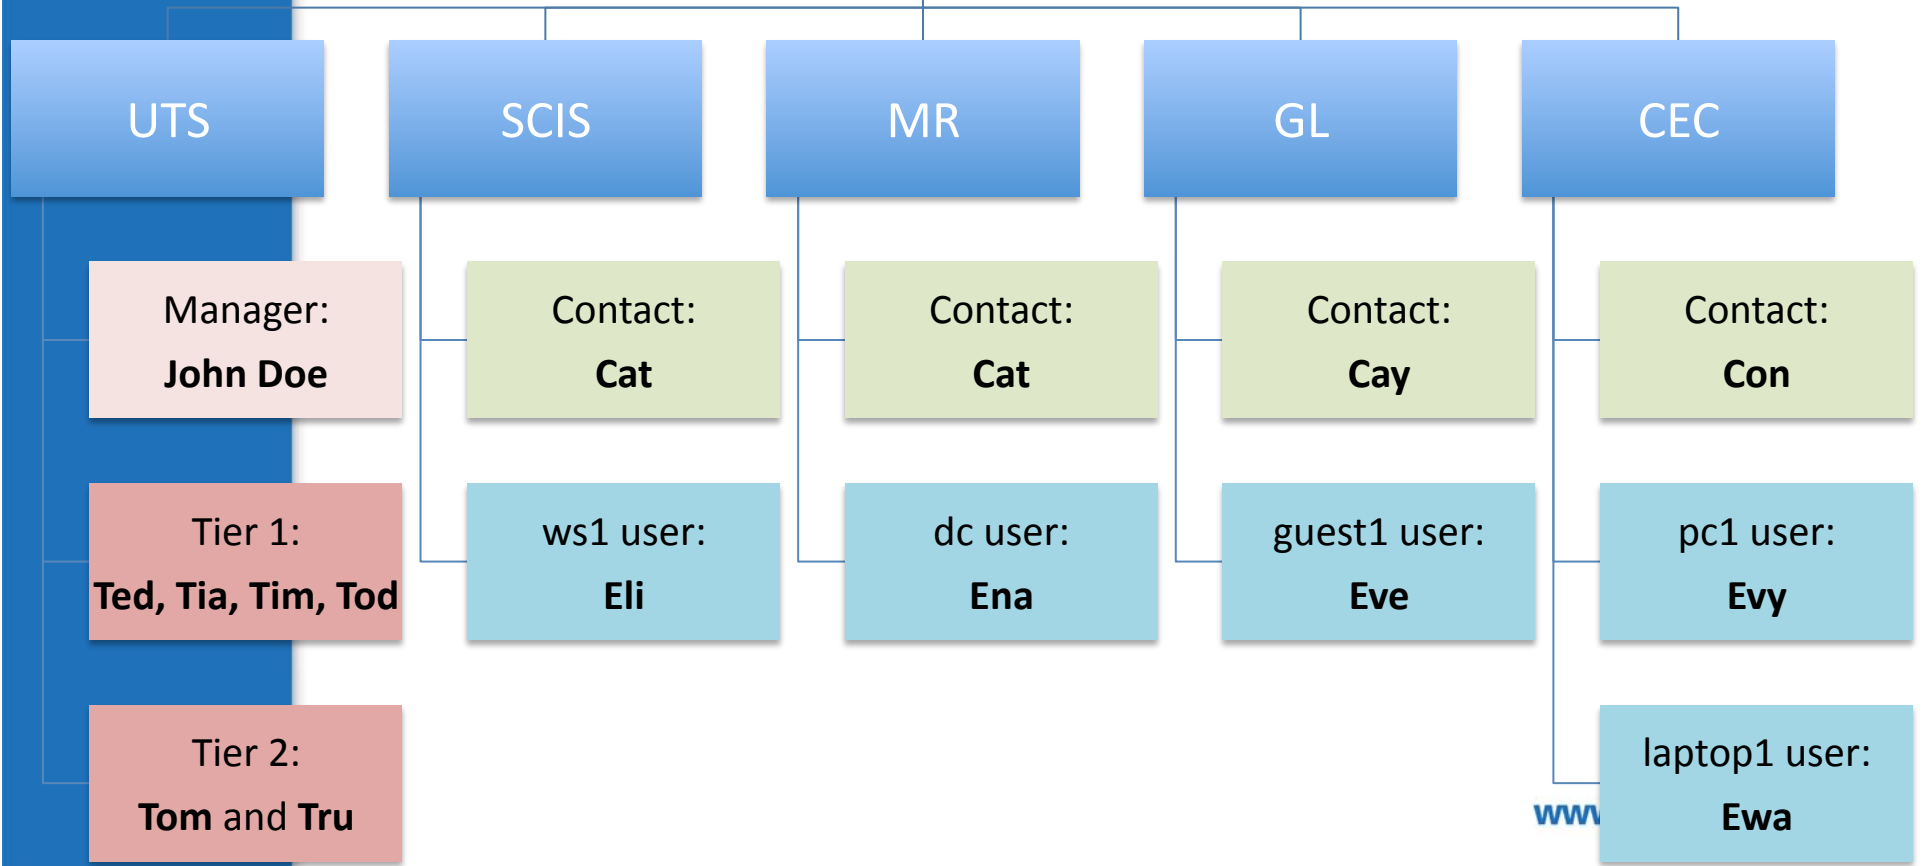 UTS
SCIS
MR
GL
CEC
Manager:
John Doe
Contact:
Cat
Contact:
Cat
Contact:
Cay
Contact:
Con
Tier 1:
Ted, Tia, Tim, Tod
ws1 user:
Eli
dc user:
Ena
guest1 user:
Eve
pc1 user:
Evy
Tier 2:
Tom and Tru
laptop1 user:
Ewa